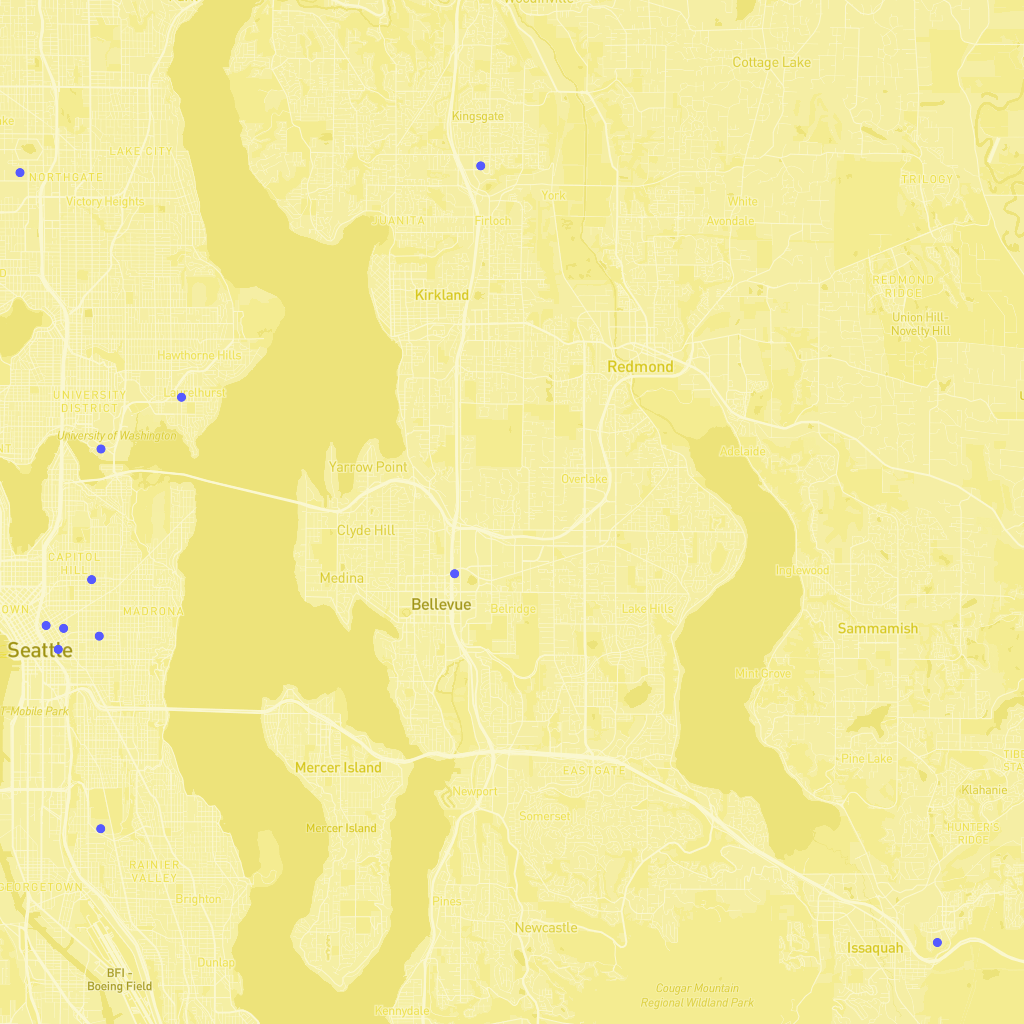 Woodinville
Cottage Lake
Kingsgate
LAKE CITY
NORTHGATE
TRILOGY
Victory Heights
York
White
JUANITA
Firloch
Avondale
REDMOND
RIDGE
Kirkland
Union Hill-
Novelty Hill
Hawthorne Hills
Redmond
Laurelhurst
UNIVERSITY
DISTRICT
University of Washington
Adelaide
Yarrow Point
Overlake
Clyde Hill
CAPITOL
HILL
Inglewood
Medina
Bellevue
Belridge
Lake Hills
MADRONA
Sammamish
Seattle
Mint Grove
T-Mobile Park
Pine Lake
Mercer Island
EASTGATE
Newport
Klahanie
Somerset
Mercer Island
HUNTER'S
RIDGE
RAINIER
VALLEY
GEORGETOWN
Brighton
Pines
Newcastle
Issaquah
Dunlap
BFI -
Boeing Field
Cougar Mountain
Regional Wildland Park
Kennydale